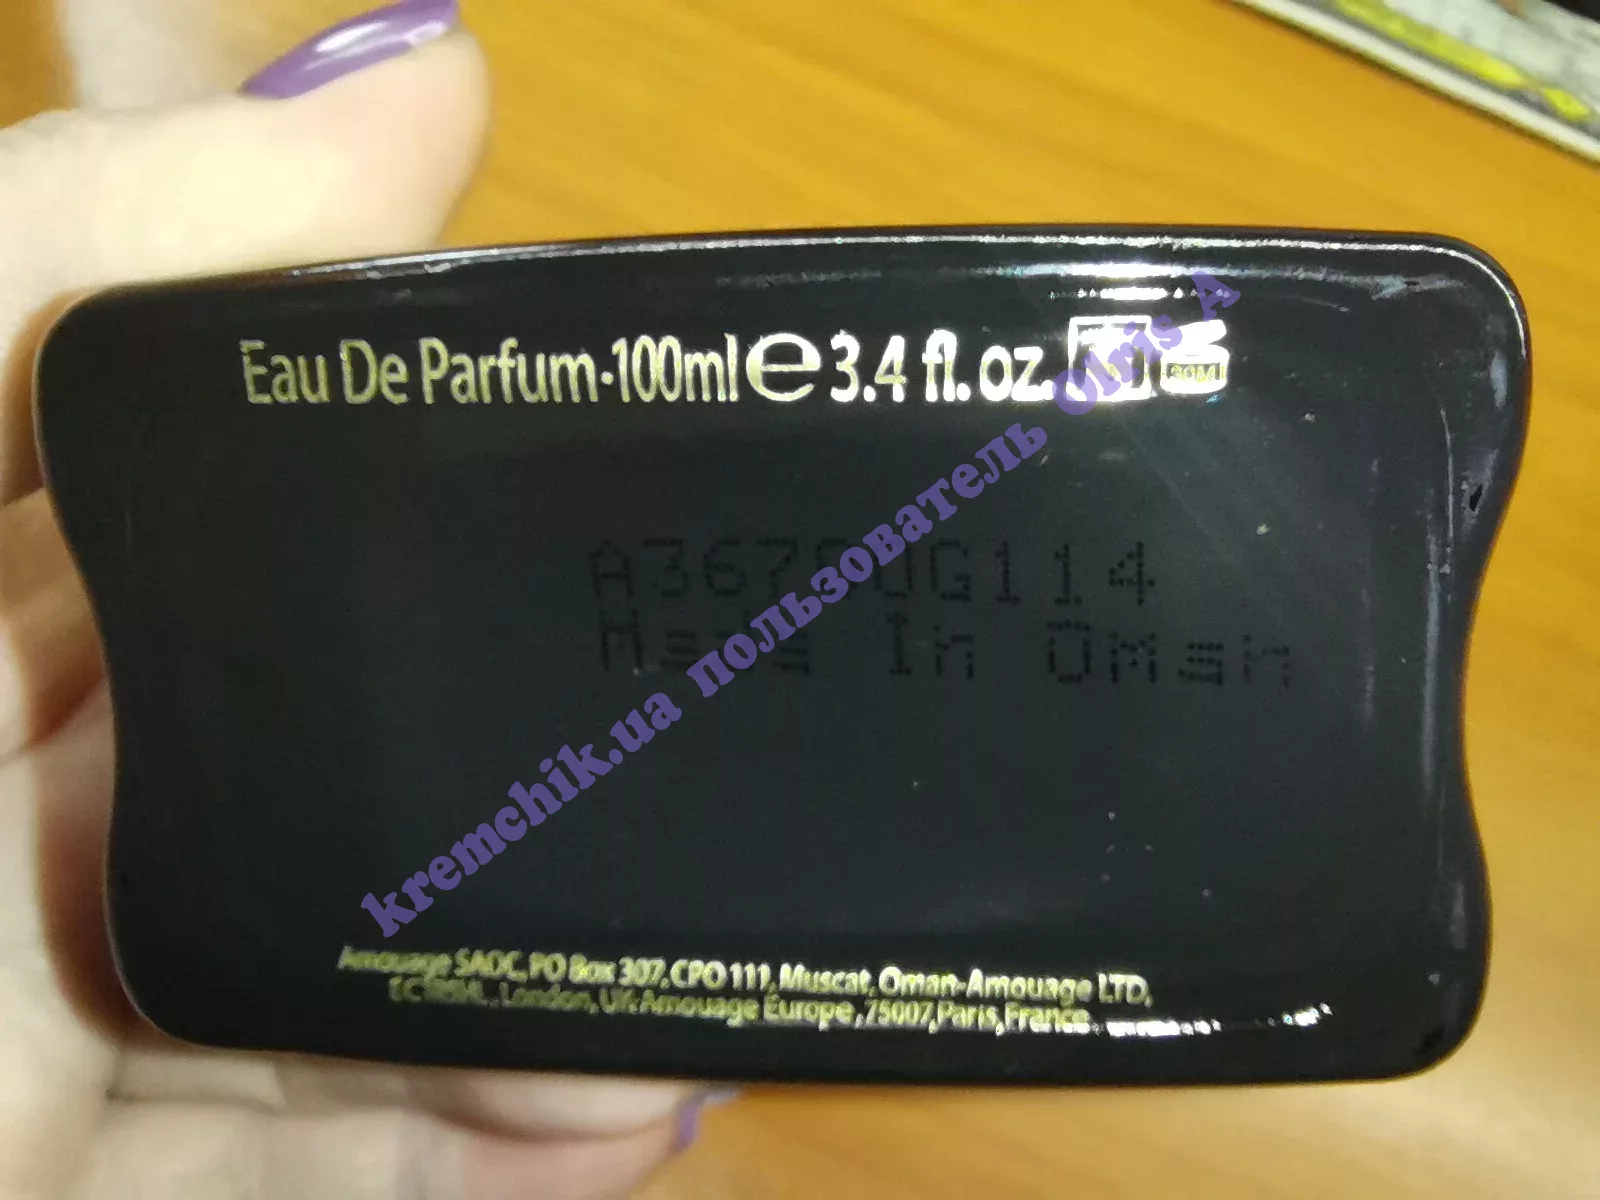 Eau De Parfum·100ml e 3.4 fl. oz. 30M
Made in Oman
kremchik.ua пользователь Olris A
Amouage SAOC, PO Box 307, CPO 111, Muscat, Oman-Amouage LTD,
London, UK-Amouage Europe, 75007, Paris, France